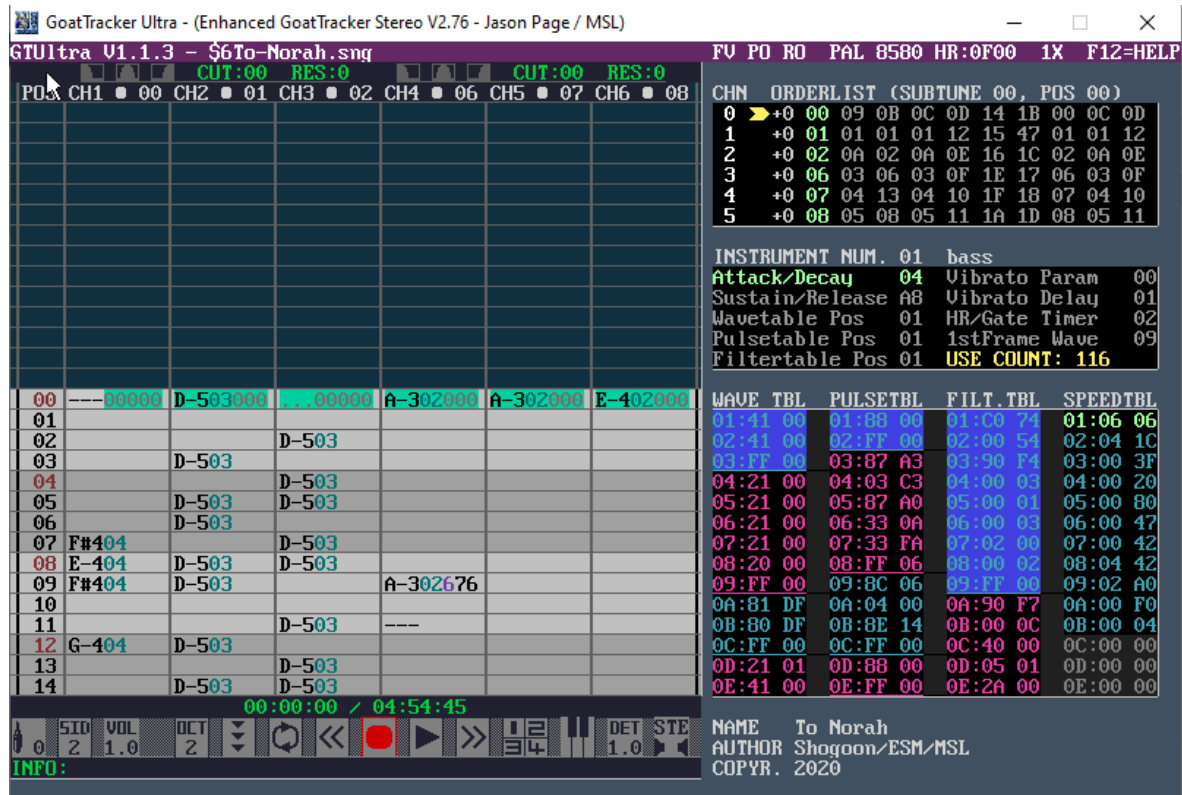 GoatTracker Ultra - (Enhanced GoatTracker Stereo V2.76 - Jason Page / MSL)
GTUltra V1.1.3 - $6To-Norah.sng FV PO RO PAL 8580 HR:0F00 1X F12=HELP
CUT:00 RES:0 CUT:00 RES:0
POS CH1 00 CH2 01 CH3 02 CH4 06 CH5 07 CH6 08
CHN ORDERLIST (SUBTUNE 00, POS 00)
0 +0 00 09 0B 0C 0D 14 1B 00 0C 0D
1 +0 01 01 01 01 12 15 47 01 01 12
2 +0 02 0A 02 0A 0E 16 1C 02 0A 0E
3 +0 06 03 06 03 0F 1E 17 06 03 0F
4 +0 07 04 13 04 10 1F 18 07 04 10
5 +0 08 05 08 05 11 1A 1D 08 05 11
INSTRUMENT NUM. 01 bass
Attack/Decay 04 Vibrato Param 00
Sustain/Release A8 Vibrato Delay 01
Wavetable Pos 01 HR/Gate Timer 02
Pulsetable Pos 01 1stFrame Wave 09
Filtertable Pos 01 USE COUNT: 116
00 ---00000 D-503000 ...00000 A-302000 A-302000 E-402000
01
02 D-503
03 D-503
04 D-503
05 D-503 D-503
06 D-503
07 F#404 D-503
08 E-404 D-503 D-503
09 F#404 D-503 A-302676
10
11 D-503 ---
12 G-404 D-503
13 D-503
14 D-503 D-503
WAVE TBL PULSETBL FILT.TBL SPEEDTBL
01:41 00 01:88 00 01:C0 74 01:06 06
02:41 00 02:FF 00 02:00 54 02:04 1C
03:FF 00 03:87 A3 03:90 F4 03:00 3F
04:21 00 04:03 C3 04:00 03 04:00 20
05:21 00 05:87 A0 05:00 01 05:00 80
06:21 00 06:33 0A 06:00 03 06:00 47
07:21 00 07:33 FA 07:02 00 07:00 42
08:20 00 08:FF 06 08:00 02 08:04 42
09:FF 00 09:8C 06 09:FF 00 09:02 A0
0A:81 DF 0A:04 00 0A:90 F7 0A:00 F0
0B:80 DF 0B:8E 14 0B:00 0C 0B:00 04
0C:FF 00 0C:FF 00 0C:40 00 0C:00 00
0D:21 01 0D:88 00 0D:05 01 0D:00 00
0E:41 00 0E:FF 00 0E:2A 00 0E:00 00
00:00:00 / 04:54:45
SID VOL OCT 1 2 DET STE
0 2 1.0 2 3 4 1.0
INFO:
NAME To Norah
AUTHOR Shogoon/ESM/MSL
COPYR. 2020